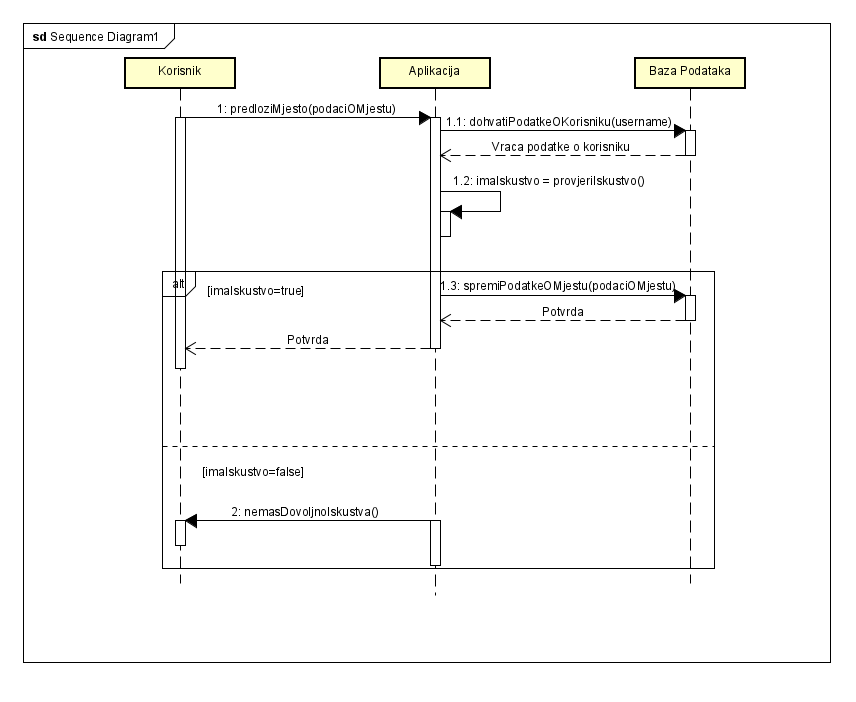 sd Sequence Diagram1
Korisnik
Aplikacija
Baza Podataka
1: predloziMjesto(podaciOMjestu)
1.1: dohvatiPodatkeOKorisniku(username)
Vraca podatke o korisniku
1.2: imaIskustvo = provjeriIskustvo()
alt
[imaIskustvo=true]
1.3: spremiPodatkeOMjestu(podaciOMjestu)
Potvrda
Potvrda
[imaIskustvo=false]
2: nemasDovoljnoIskustva()